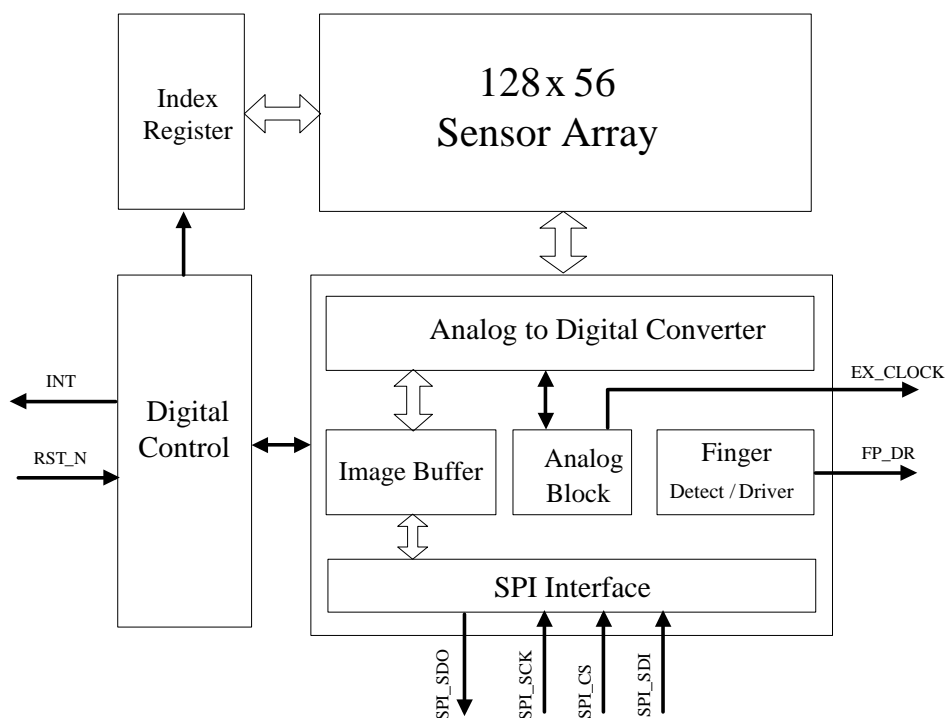 Index
Register
128 x 56
Sensor Array
Analog to Digital Converter
INT
EX_CLOCK
Digital
Control
RST_N
Image Buffer
Analog
Block
Finger
Detect / Driver
FP_DR
SPI Interface
SPI_SDO
SPI_SCK
SPI_CS
SPI_SDI